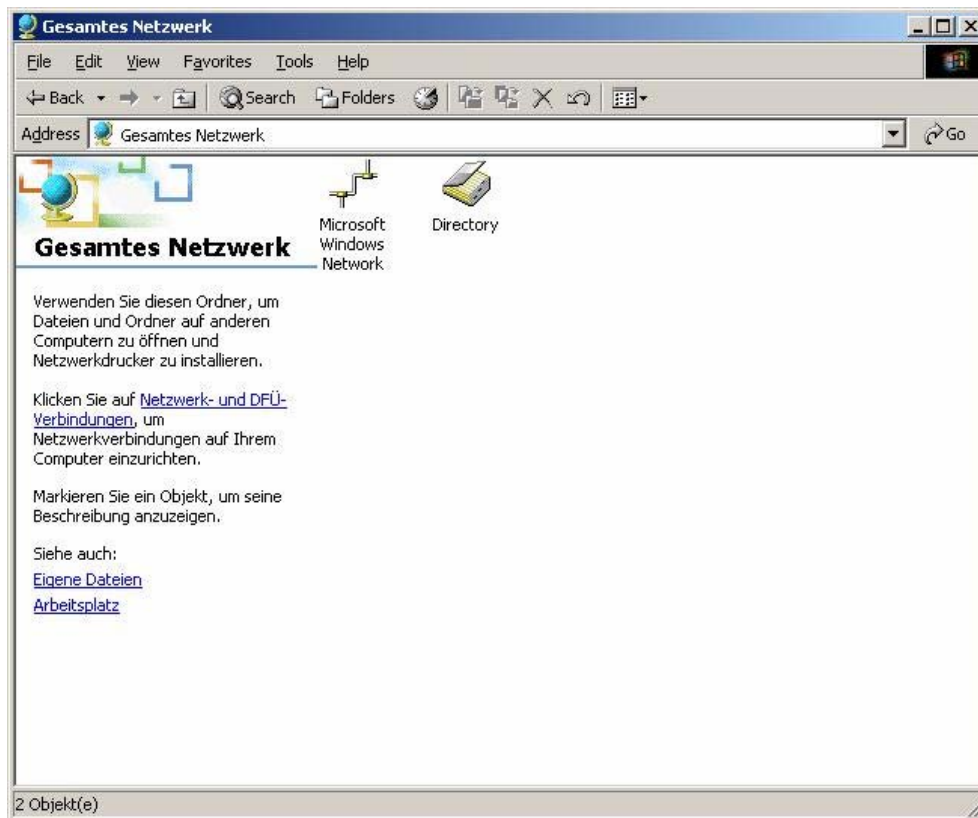 Gesamtes Netzwerk
File Edit View Favorites Tools Help
Back Search Folders
Address Gesamtes Netzwerk Go
Gesamtes Netzwerk
Verwenden Sie diesen Ordner, um
Dateien und Ordner auf anderen
Computern zu öffnen und
Netzwerkdrucker zu installieren.
Klicken Sie auf Netzwerk- und DFÜ-
Verbindungen, um
Netzwerkverbindungen auf Ihrem
Computer einzurichten.
Markieren Sie ein Objekt, um seine
Beschreibung anzuzeigen.
Siehe auch:
Eigene Dateien
Arbeitsplatz
Microsoft
Windows
Network
Directory
2 Objekt(e)